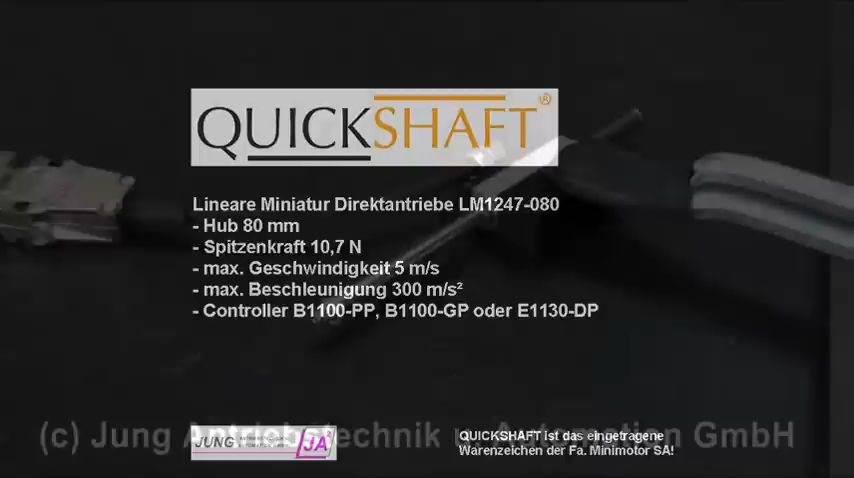 QUICKSHAFT®
Lineare Miniatur Direktantriebe LM1247-080
- Hub 80 mm
- Spitzenkraft 10,7 N
- max. Geschwindigkeit 5 m/s
- max. Beschleunigung 300 m/s²
- Controller B1100-PP, B1100-GP oder E1130-DP
(c) Jung Antriebstechnik u. Automation GmbH
JUNG
JA²
QUICKSHAFT ist das eingetragene
Warenzeichen der Fa. Minimotor SA!